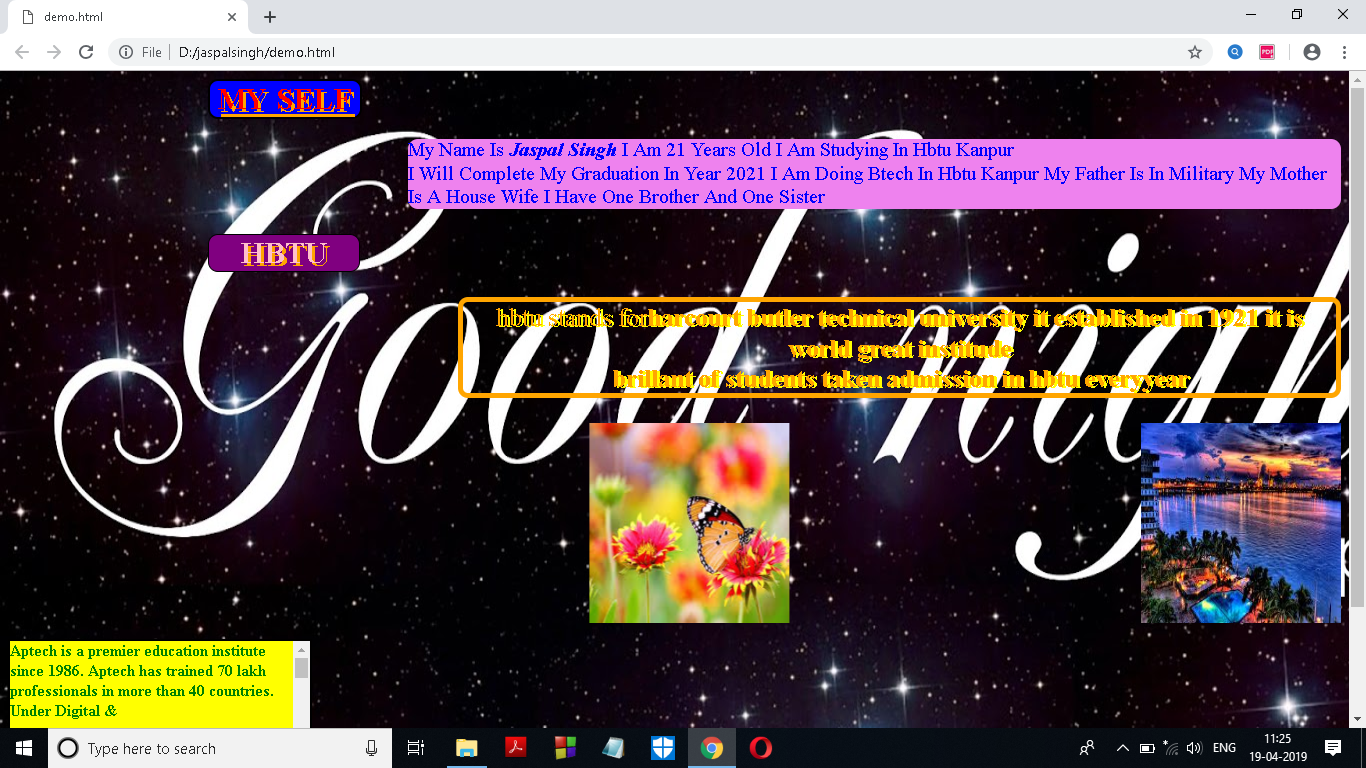 demo.html
File
D:/jaspalsingh/demo.html
PDF
MY SELF
My Name Is Jaspal Singh I Am 21 Years Old I Am Studying In Hbtu Kanpur
I Will Complete My Graduation In Year 2021 I Am Doing Btech In Hbtu Kanpur My Father Is In Military My Mother
Is A House Wife I Have One Brother And One Sister
HBTU
hbtu stands forharcourt butler technical university it established in 1921 it is
world great institude
brillant of students taken admission in hbtu everyyear
Good nigh
Aptech is a premier education institute
since 1986. Aptech has trained 70 lakh
professionals in more than 40 countries.
Under Digital &
Type here to search
ENG
11:25
19-04-2019